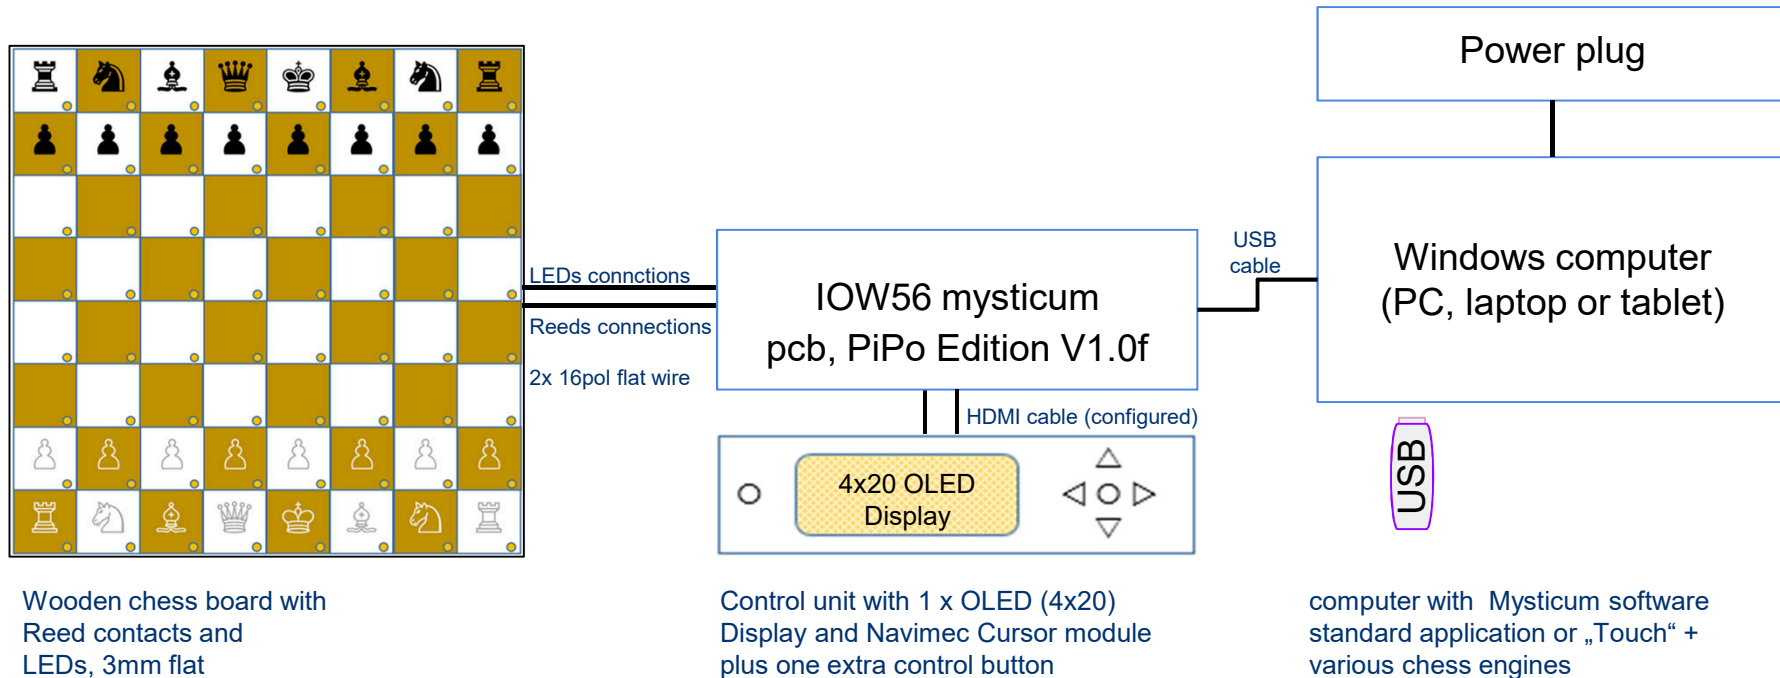 Power plug
LEDs connctions
Reeds connections
2x 16pol flat wire
IOW56 mysticum
pcb, PiPo Edition V1.0f
USB
cable
Windows computer
(PC, laptop or tablet)
HDMI cable (configured)
4x20 OLED
Display
USB
Wooden chess board with
Reed contacts and
LEDs, 3mm flat
Control unit with 1 x OLED (4x20)
Display and Navimec Cursor module
plus one extra control button
computer with  Mysticum software
standard application or „Touch“ +
various chess engines